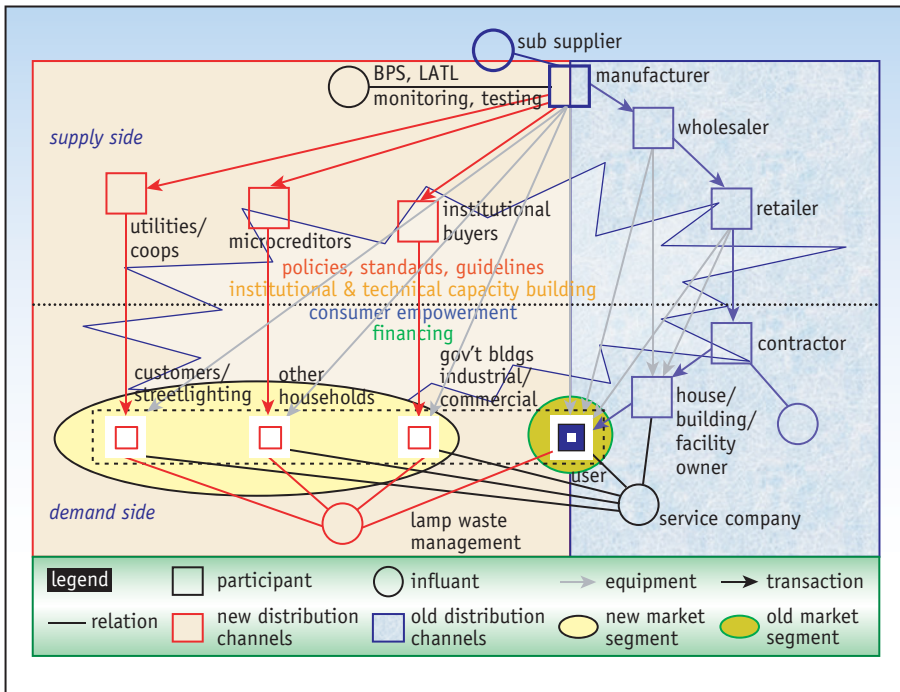 sub supplier
BPS, LATL
monitoring, testing
manufacturer
supply side
wholesaler
utilities/
coops
microcreditors
institutional
buyers
retailer
policies, standards, guidelines
institutional & technical capacity building
consumer empowerment
financing
contractor
customers/
streetlighting
other
households
gov't bldgs
industrial/
commercial
house/
building/
facility
owner
user
demand side
lamp waste
management
service company
legend
participant
influant
equipment
transaction
relation
new distribution
channels
old distribution
channels
new market
segment
old market
segment